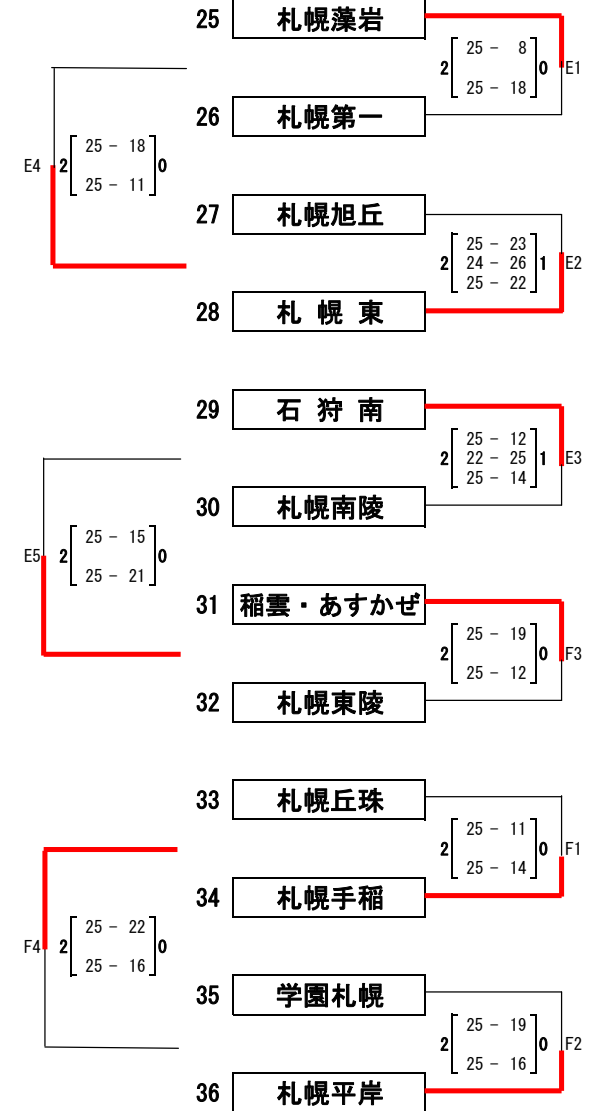 25 札幌藻岩
25 - 8
2 0 E1
25 - 18
26 札幌第一
25 - 18
E4 2 0
25 - 11
27 札幌旭丘
25 - 23
2 24 - 26 1 E2
25 - 22
28 札 幌 東
29 石 狩 南
25 - 12
2 22 - 25 1 E3
25 - 14
30 札幌南陵
25 - 15
E5 2 0
25 - 21
31 稲雲・あすかぜ
25 - 19
2 0 F3
25 - 12
32 札幌東陵
33 札幌丘珠
25 - 11
2 0 F1
25 - 14
34 札幌手稲
25 - 22
F4 2 0
25 - 16
35 学園札幌
25 - 19
2 0 F2
25 - 16
36 札幌平岸